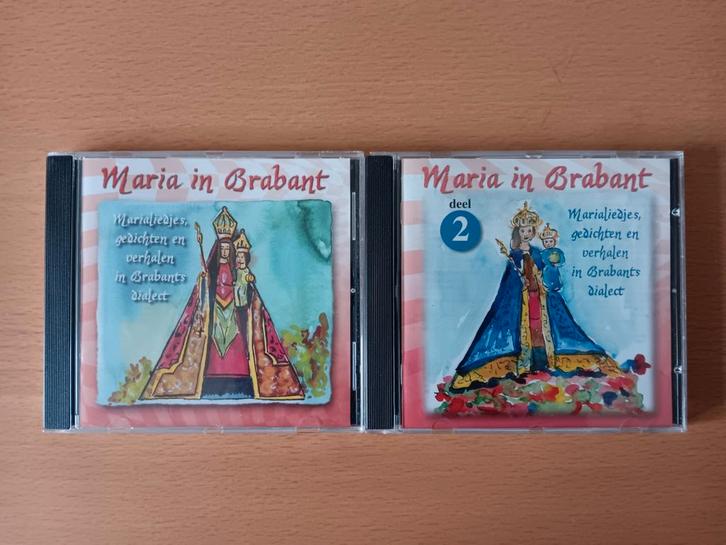 Maria in Brabant
Marialiedjes,
gedichten en
verhalen
in Brabants
dialect
Maria in Brabant
deel
2
Marialiedjes,
gedichten en
verhalen
in Brabants
dialect